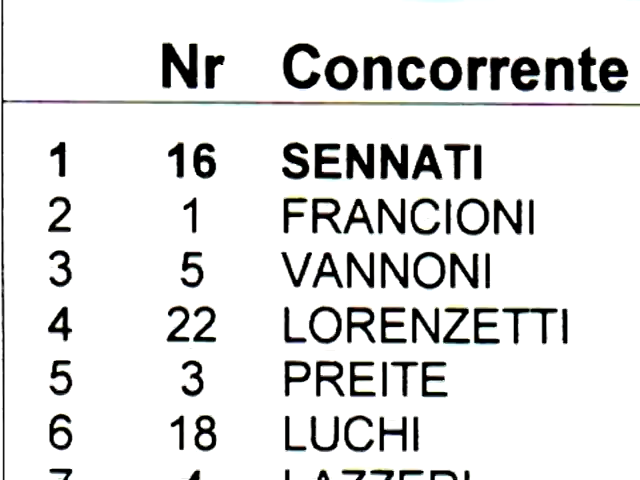 Nr Concorrente
1 16 SENNATI
2 1 FRANCIONI
3 5 VANNONI
4 22 LORENZETTI
5 3 PREITE
6 18 LUCHI